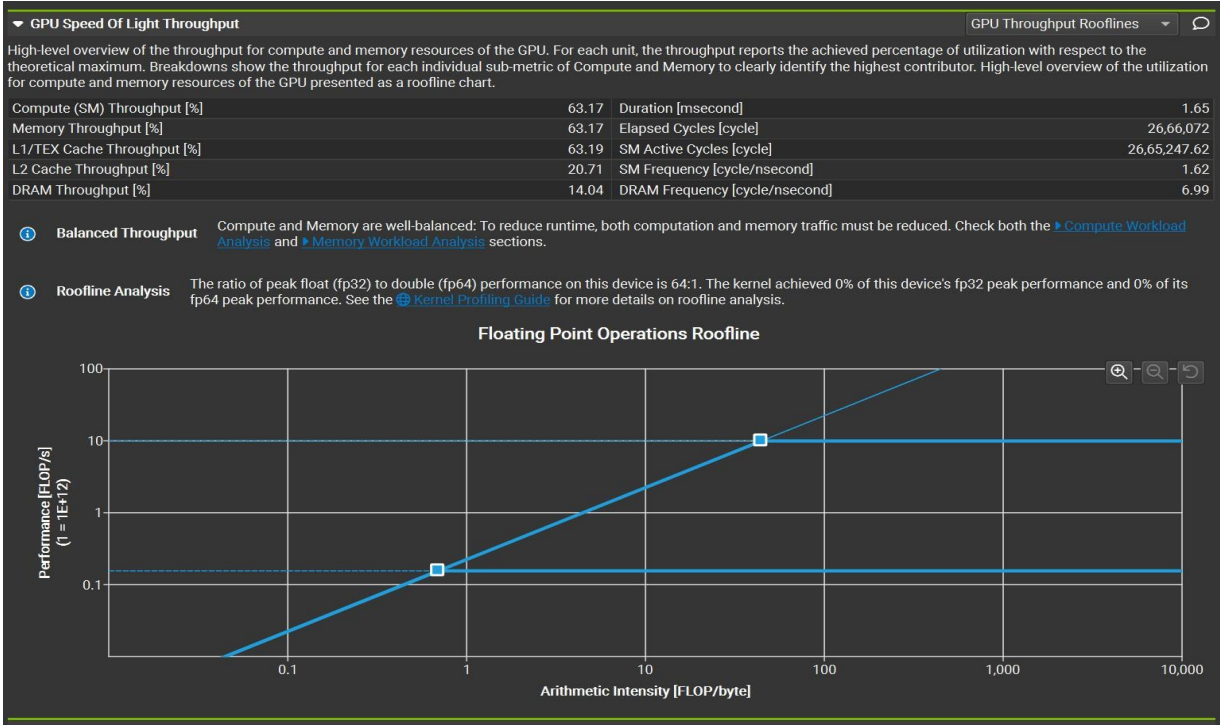 GPU Speed Of Light Throughput
GPU Throughput Rooflines
High-level overview of the throughput for compute and memory resources of the GPU. For each unit, the throughput reports the achieved percentage of utilization with respect to the
theoretical maximum. Breakdowns show the throughput for each individual sub-metric of Compute and Memory to clearly identify the highest contributor. High-level overview of the utilization
for compute and memory resources of the GPU presented as a roofline chart.
Compute (SM) Throughput [%] 63.17 Duration [msecond] 1.65
Memory Throughput [%] 63.17 Elapsed Cycles [cycle] 26,66,072
L1/TEX Cache Throughput [%] 63.19 SM Active Cycles [cycle] 26,65,247.62
L2 Cache Throughput [%] 20.71 SM Frequency [cycle/nsecond] 1.62
DRAM Throughput [%] 14.04 DRAM Frequency [cycle/nsecond] 6.99
Balanced Throughput
Compute and Memory are well-balanced: To reduce runtime, both computation and memory traffic must be reduced. Check both the Compute Workload
Analysis and Memory Workload Analysis sections.
Roofline Analysis
The ratio of peak float (fp32) to double (fp64) performance on this device is 64:1. The kernel achieved 0% of this device's fp32 peak performance and 0% of its
fp64 peak performance. See the Kernel Profiling Guide for more details on roofline analysis.
Floating Point Operations Roofline
100
10
1
0.1
Performance [FLOP/s]
(1 = 1E+12)
0.1 1 10 100 1,000 10,000
Arithmetic Intensity [FLOP/byte]